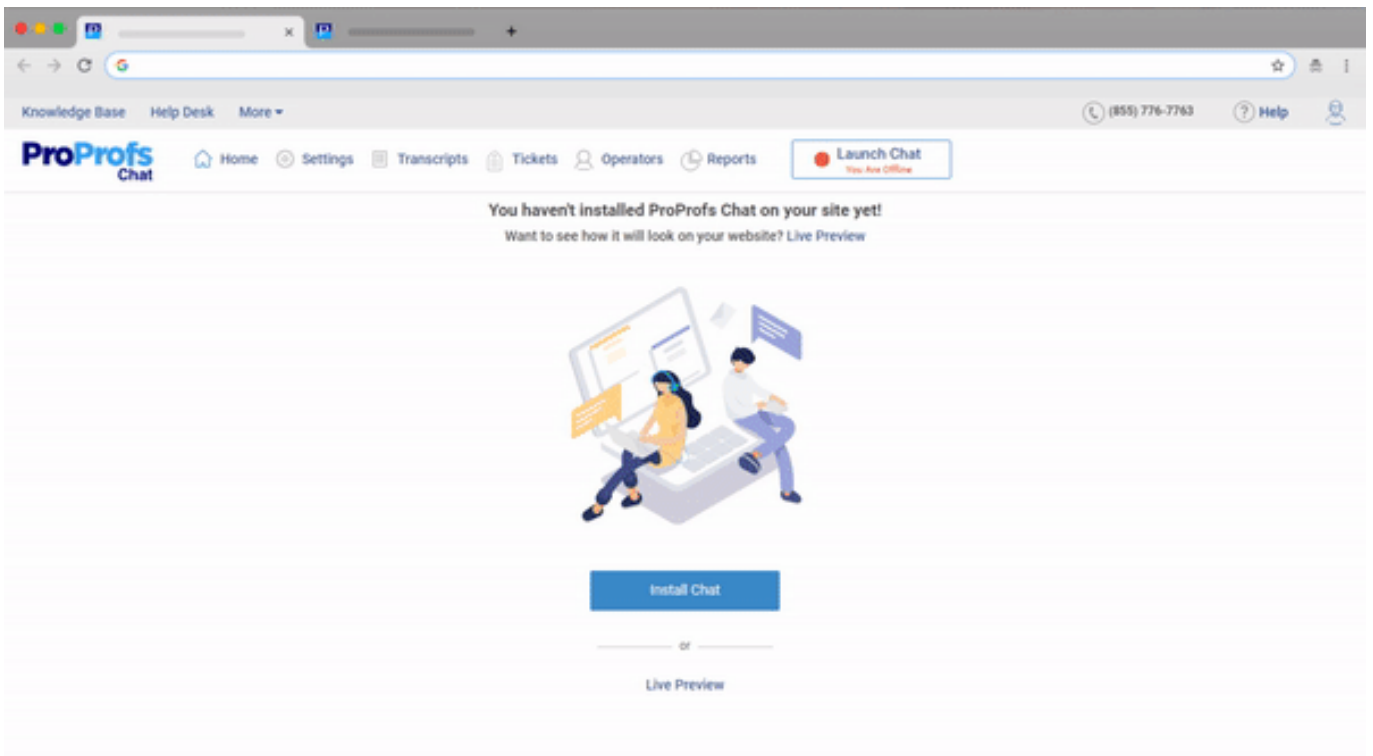 Knowledge Base Help Desk More (855) 776-7763 Help
ProProfs
Chat
Home Settings Transcripts Tickets Operators Reports Launch Chat
You Are Offline
You haven't installed ProProfs Chat on your site yet!
Want to see how it will look on your website? Live Preview
Install Chat
or
Live Preview